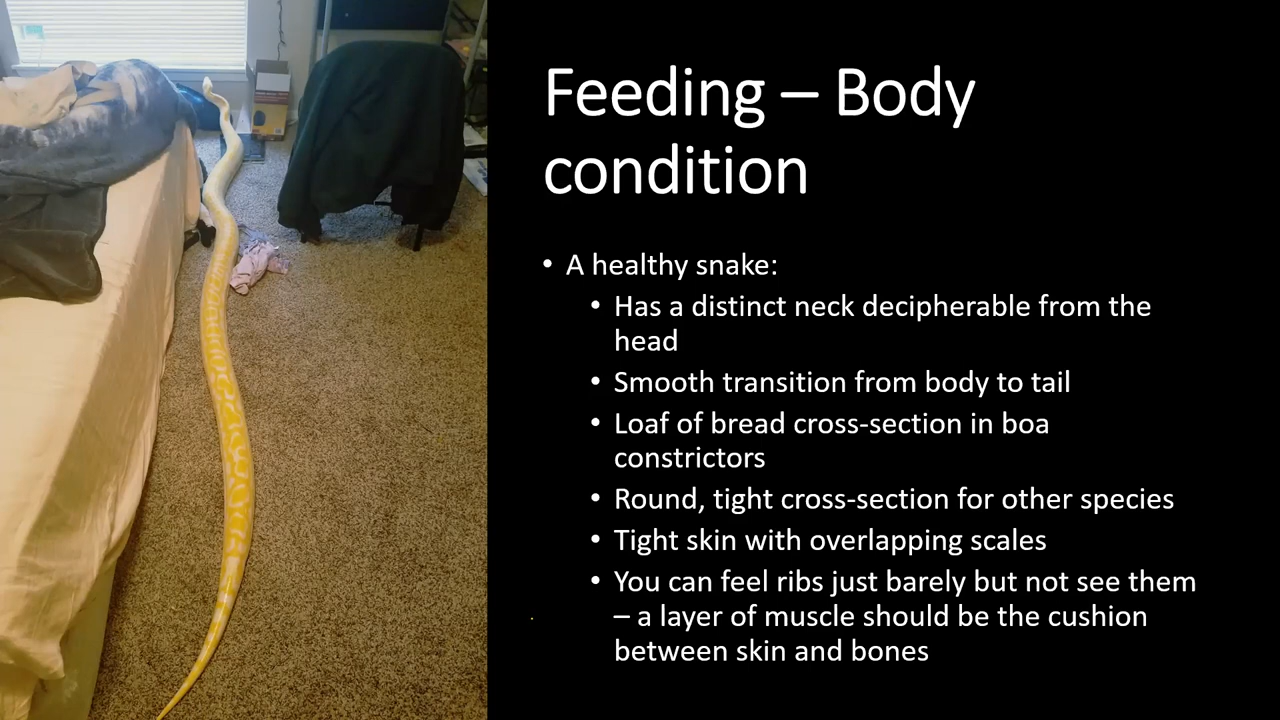 Feeding – Body
condition
• A healthy snake:
• Has a distinct neck decipherable from the
head
• Smooth transition from body to tail
• Loaf of bread cross-section in boa
constrictors
• Round, tight cross-section for other species
• Tight skin with overlapping scales
• You can feel ribs just barely but not see them
– a layer of muscle should be the cushion
between skin and bones